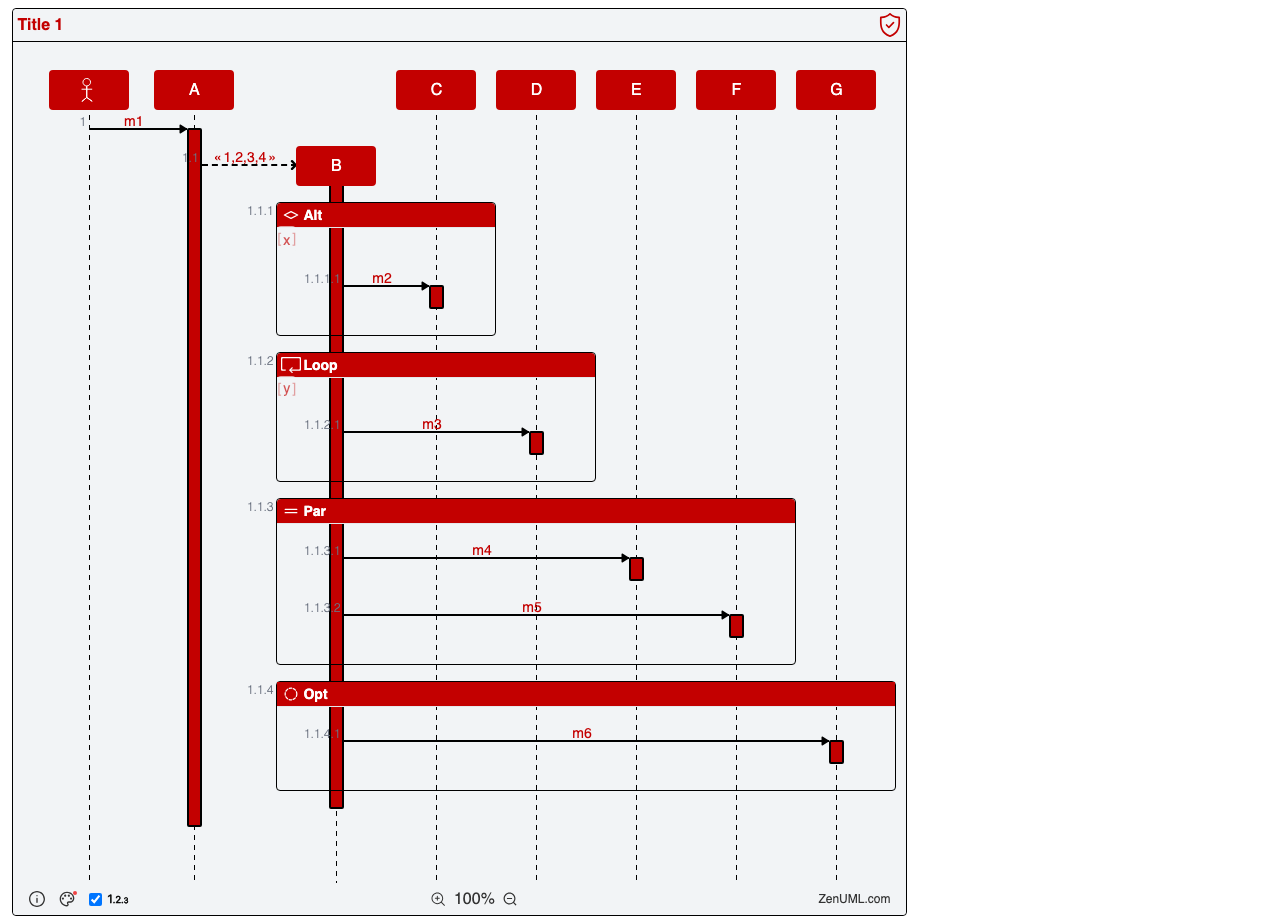 Title 1
A
C
D
E
F
G
1
m1
1.1
«1,2,3,4»
B
1.1.1
Alt
[x]
1.1.1.1
m2
1.1.2
Loop
[y]
1.1.2.1
m3
1.1.3
Par
1.1.3.1
m4
1.1.3.2
m5
1.1.4
Opt
1.1.4.1
m6
1.2.3
100%
ZenUML.com